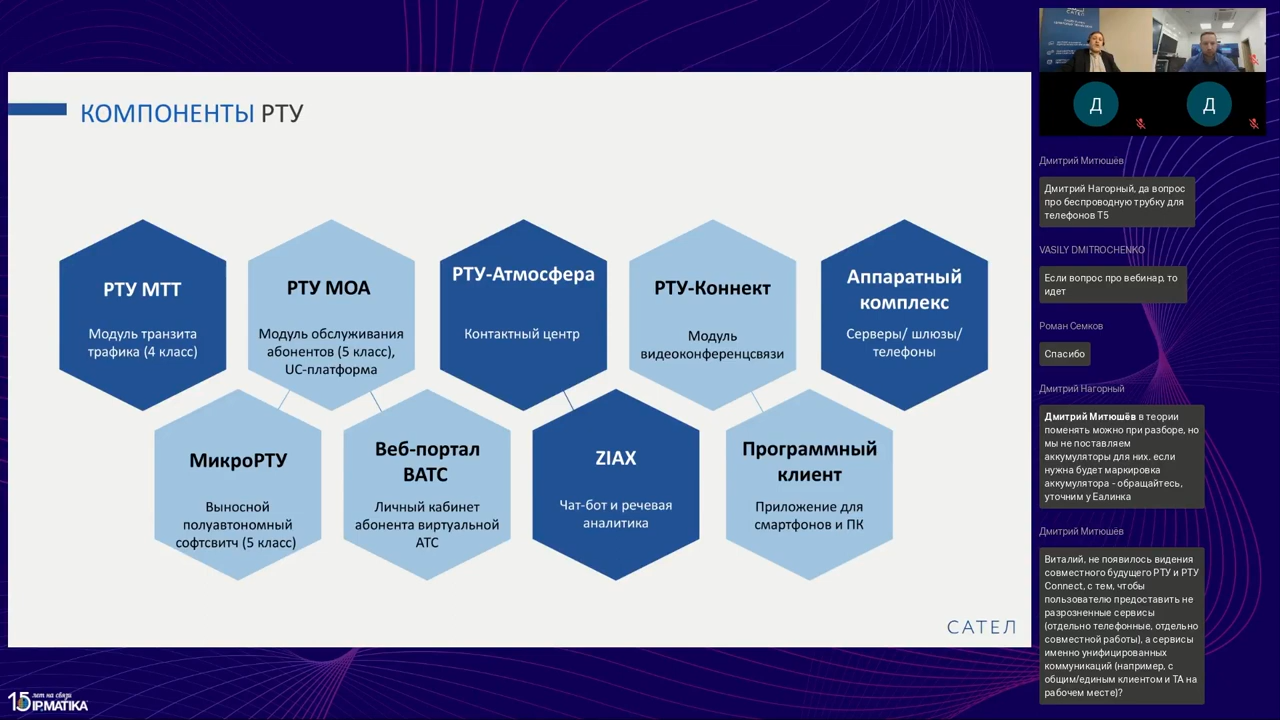 КОМПОНЕНТЫ РТУ
РТУ МТТ
Модуль транзита
трафика (4 класс)
РТУ МОА
Модуль обслуживания
абонентов (5 класс),
UC-платформа
РТУ-Атмосфера
Контактный центр
РТУ-Коннект
Модуль
видеоконференцсвязи
Аппаратный
комплекс
Серверы/ шлюзы/
телефоны
МикроРТУ
Выносной
полуавтономный
софтсвитч (5 класс)
Веб-портал
ВАТС
Личный кабинет
абонента виртуальной
АТС
ZIAX
Чат-бот и речевая
аналитика
Программный
клиент
Приложение для
смартфонов и ПК
САТЕЛ
15 лет на связи
IPMATIKA
САТЕЛ
Д
Д
Дмитрий Митюшёв
Дмитрий Нагорный, да вопрос
про беспроводную трубку для
телефонов Т5
VASILY DMITROCHENKO
Если вопрос про вебинар, то
идет
Роман Семков
Спасибо
Дмитрий Нагорный
Дмитрий Митюшёв в теории
поменять можно при разборе, но
мы не поставляем
аккумуляторы для них. если
нужна будет маркировка
аккумулятора - обращайтесь,
уточним у Еалинка
Дмитрий Митюшёв
Виталий, не появилось видения
совместного будущего РТУ и РТУ
Connect, с тем, чтобы
пользователю предоставить не
разрозненные сервисы
(отдельно телефонные, отдельно
совместной работы), а сервисы
именно унифицированных
коммуникаций (например, с
общим/единым клиентом и ТА на
рабочем месте)?